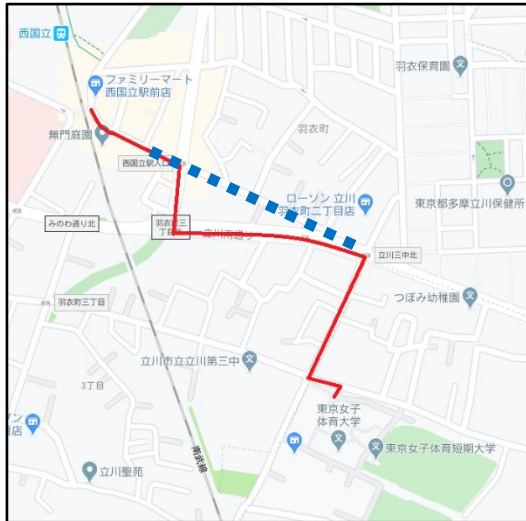 西国立
ファミリーマート
西国立駅前店
無門庭園
西国立駅入口
羽衣町
羽衣保育園
ローソン 立川
羽衣町二丁目店
東京都多摩立川保健所
みのわ通り北
羽衣町三
立川南通り
立川三中北
つぼみ幼稚園
羽衣町三丁目
立川市立立川第三中
3丁目
東京女子
体育大学
東京女子体育短期大学
南武線
立川聖苑